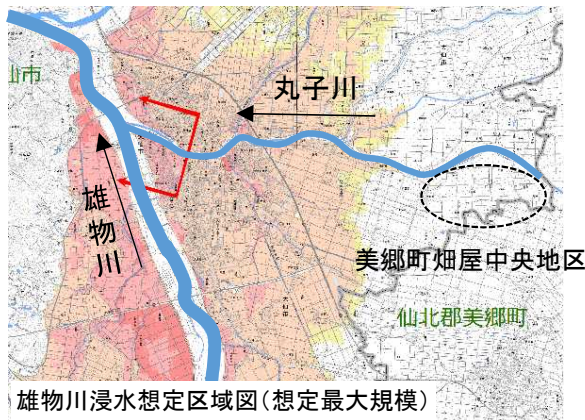 山市
丸子川
雄物川
美郷町畑屋中央地区
仙北郡美郷町
雄物川浸水想定区域図（想定最大規模）